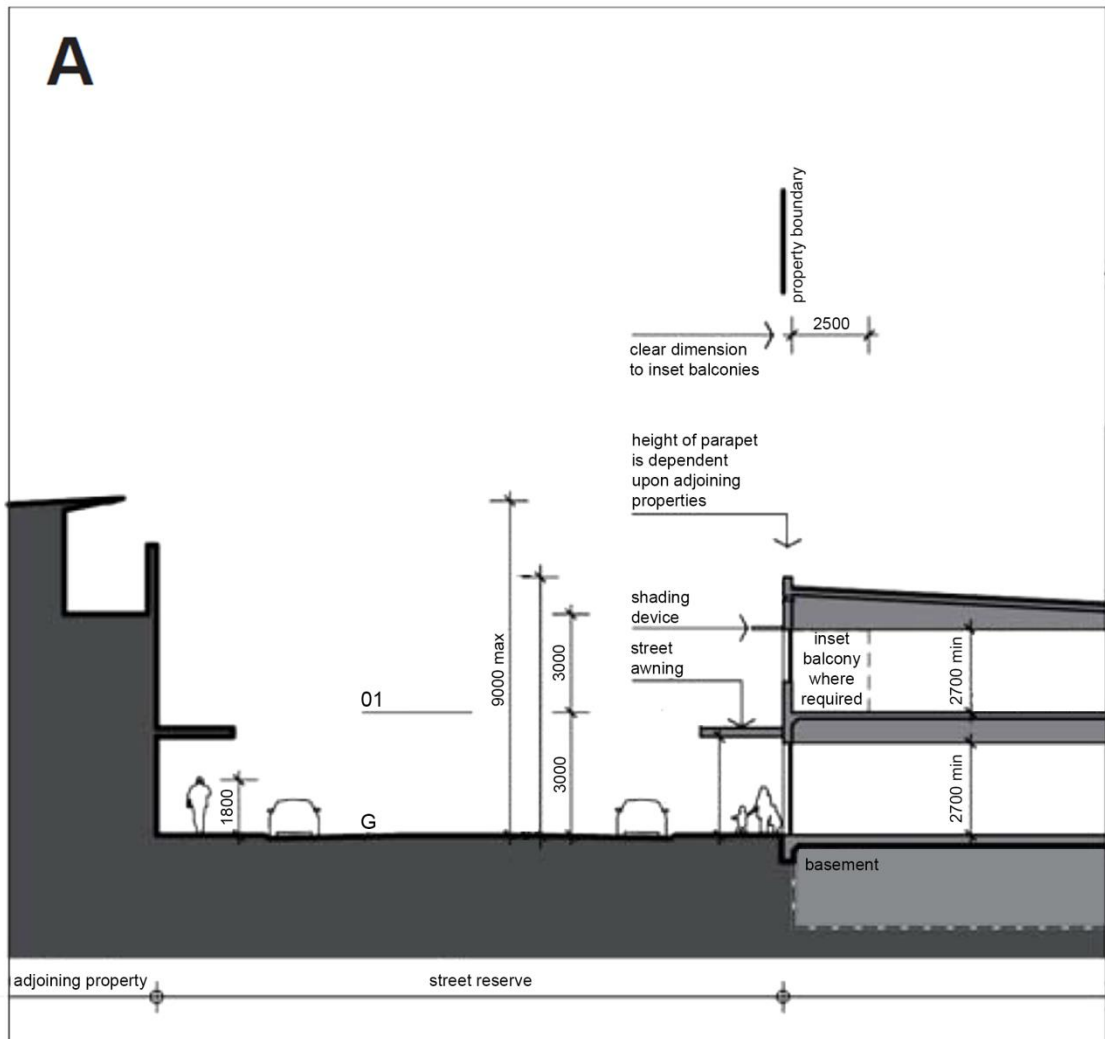 A
property boundary
2500
clear dimension
to inset balconies
height of parapet
is dependent
upon adjoining
properties
shading
device
street
awning
inset
balcony
where
required
2700 min
9000 max
3000
01
3000
2700 min
1800
G
basement
adjoining property
street reserve